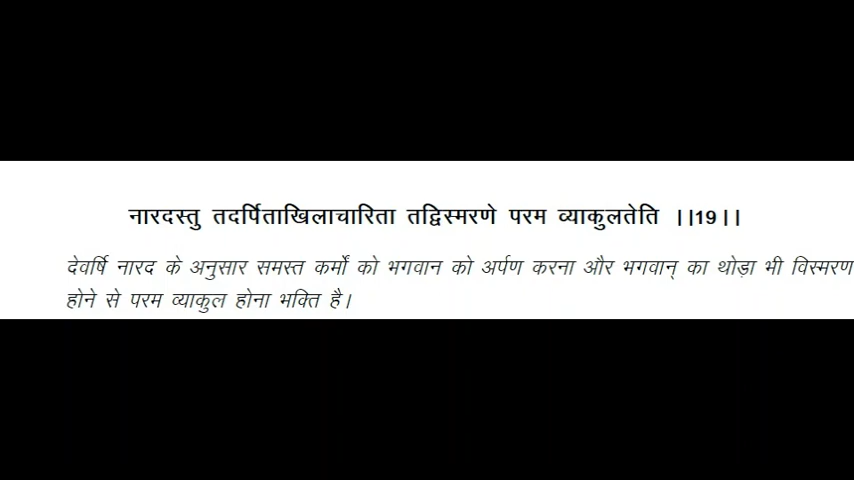 नारदस्तु तदर्पिताखिलाचारिता तद्विस्मरणे परम व्याकुलतेति ।।19।।
देवर्षि नारद के अनुसार समस्त कर्मों को भगवान को अर्पण करना और भगवान् का थोड़ा भी विस्मरण
होने से परम व्याकुल होना भक्ति है।